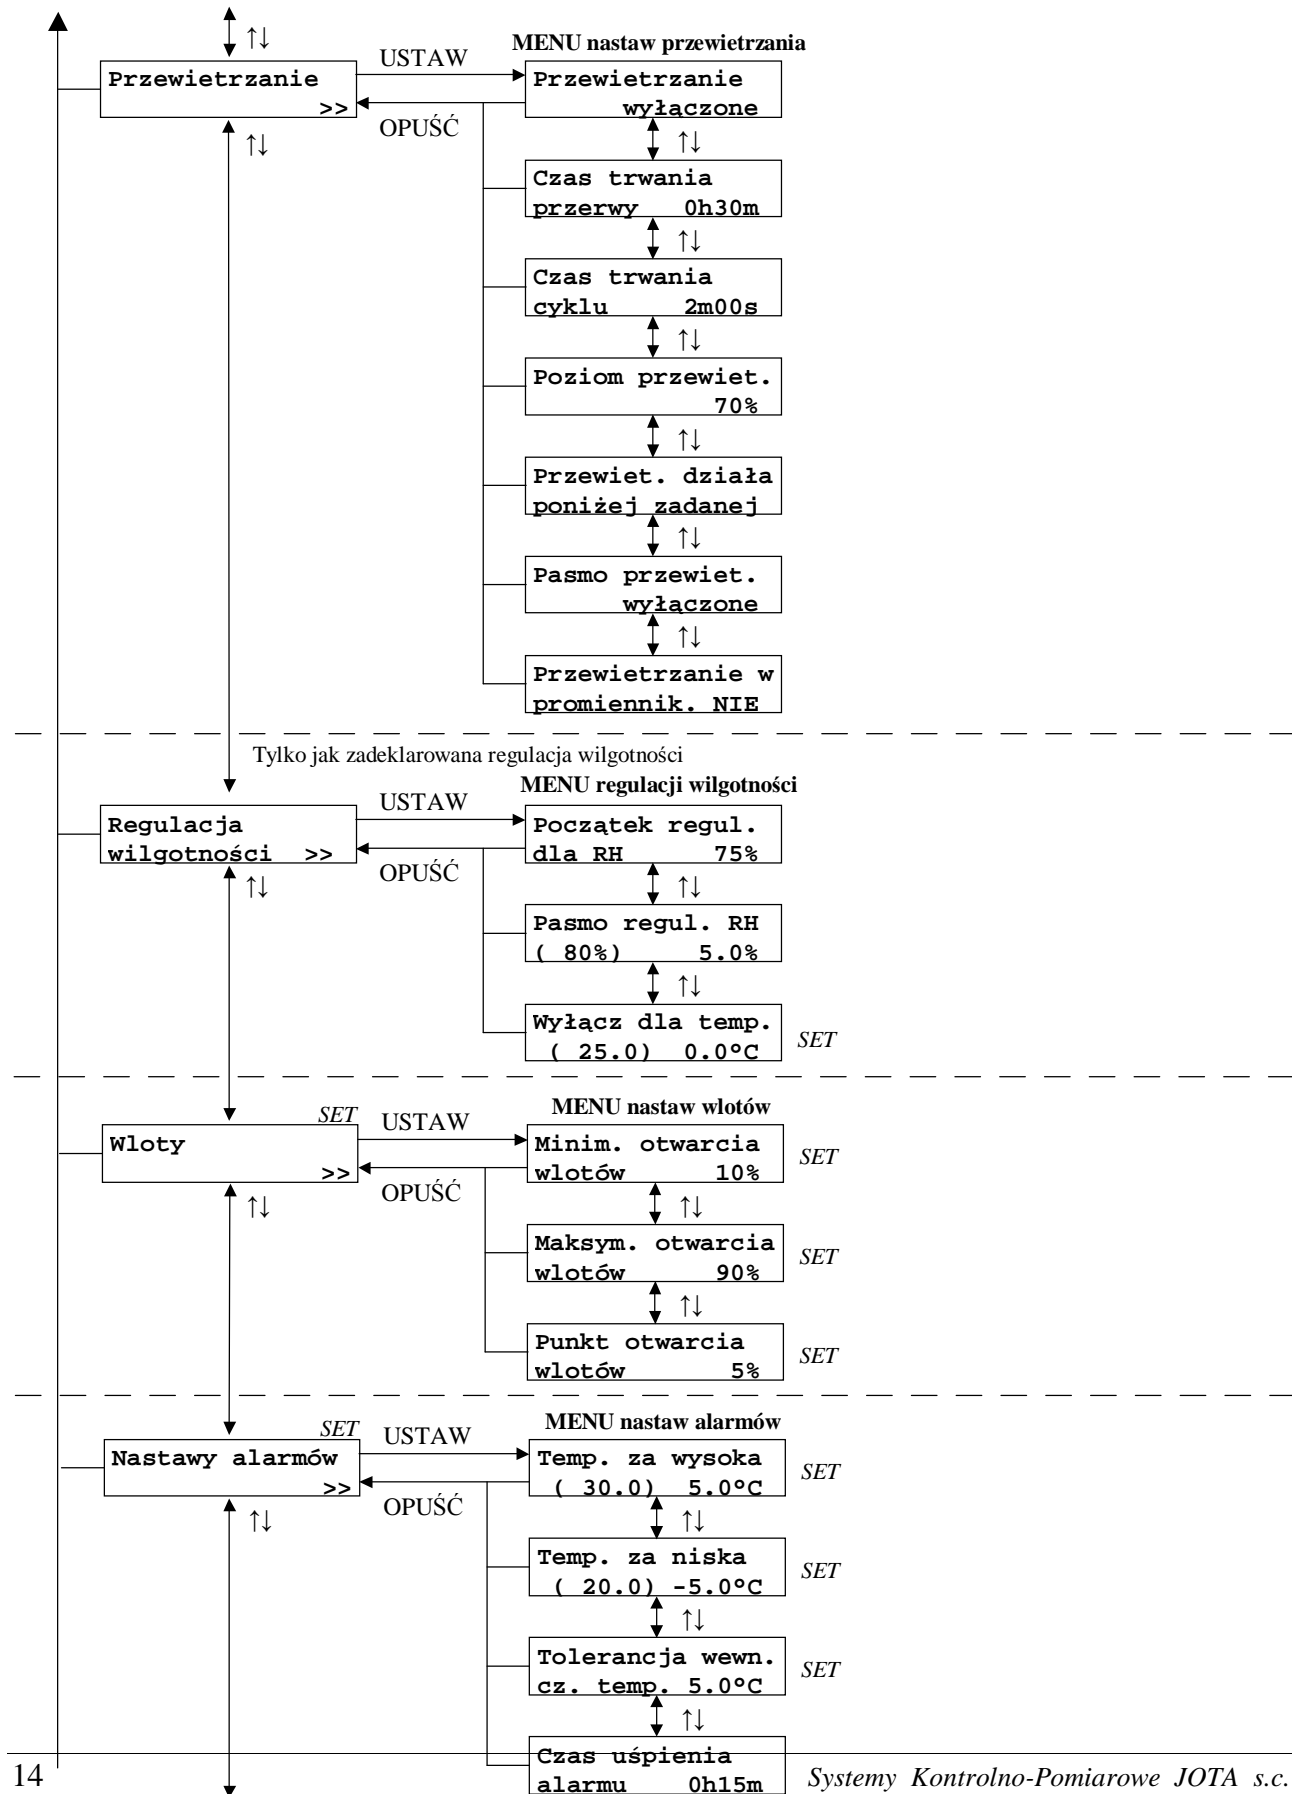 ↑↓
MENU nastaw przewietrzania
USTAW
Przewietrzanie
>>
Przewietrzanie
wyłączone
OPUŚĆ
↑↓
↑↓
Czas trwania
przerwy 0h30m
↑↓
Czas trwania
cyklu 2m00s
↑↓
Poziom przewiet.
70%
↑↓
Przewiet. działa
poniżej zadanej
↑↓
Pasmo przewiet.
wyłączone
↑↓
Przewietrzanie w
promiennik. NIE
Tylko jak zadeklarowana regulacja wilgotności
MENU regulacji wilgotności
USTAW
Regulacja
wilgotności >>
Początek regul.
dla RH 75%
OPUŚĆ
↑↓
↑↓
Pasmo regul. RH
( 80%) 5.0%
↑↓
Wyłącz dla temp.
( 25.0) 0.0°C
SET
MENU nastaw wlotów
SET
USTAW
Wloty
>>
Minim. otwarcia
wlotów 10%
SET
OPUŚĆ
↑↓
↑↓
Maksym. otwarcia
wlotów 90%
SET
↑↓
Punkt otwarcia
wlotów 5%
SET
MENU nastaw alarmów
SET
USTAW
Nastawy alarmów
>>
Temp. za wysoka
( 30.0) 5.0°C
SET
OPUŚĆ
↑↓
↑↓
Temp. za niska
( 20.0) -5.0°C
SET
↑↓
Tolerancja wewn.
cz. temp. 5.0°C
SET
↑↓
Czas uśpienia
alarmu 0h15m
14
Systemy Kontrolno-Pomiarowe JOTA s.c.